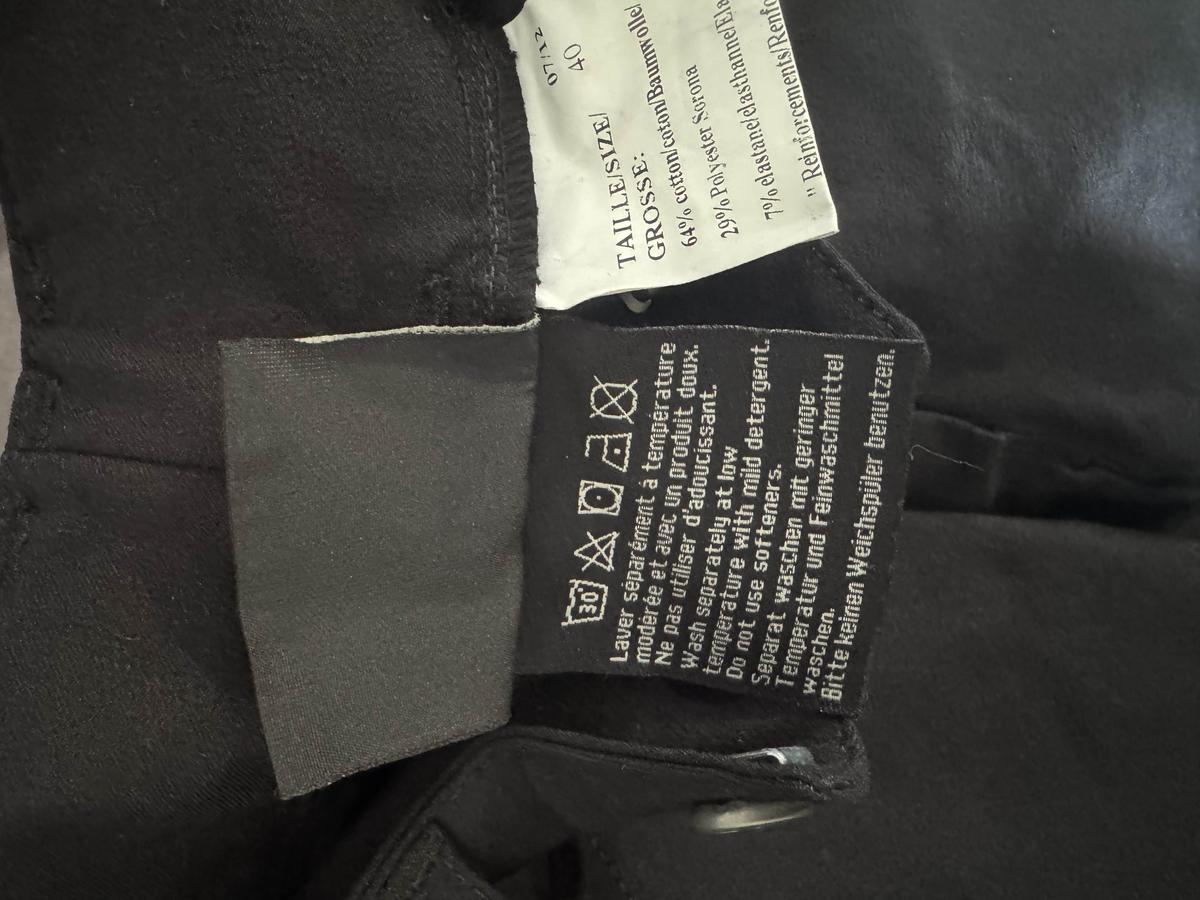 07/12
40
TAILLE/SIZE/
GROSSE:
64% cotton/coton/Baumwolle/
29% Polyester Sorona
7% elastane/elasthanne/Ela
" Reinforcements/Renfo
30°
Laver séparément à température
modérée et avec un produit doux.
Ne pas utiliser d'adoucissant.
Wash separately at low
temperature with mild detergent.
Do not use softeners.
Separat waschen mit geringer
Temperatur und Feinwaschmittel
waschen.
Bitte keinen Weichspüler benutzen.